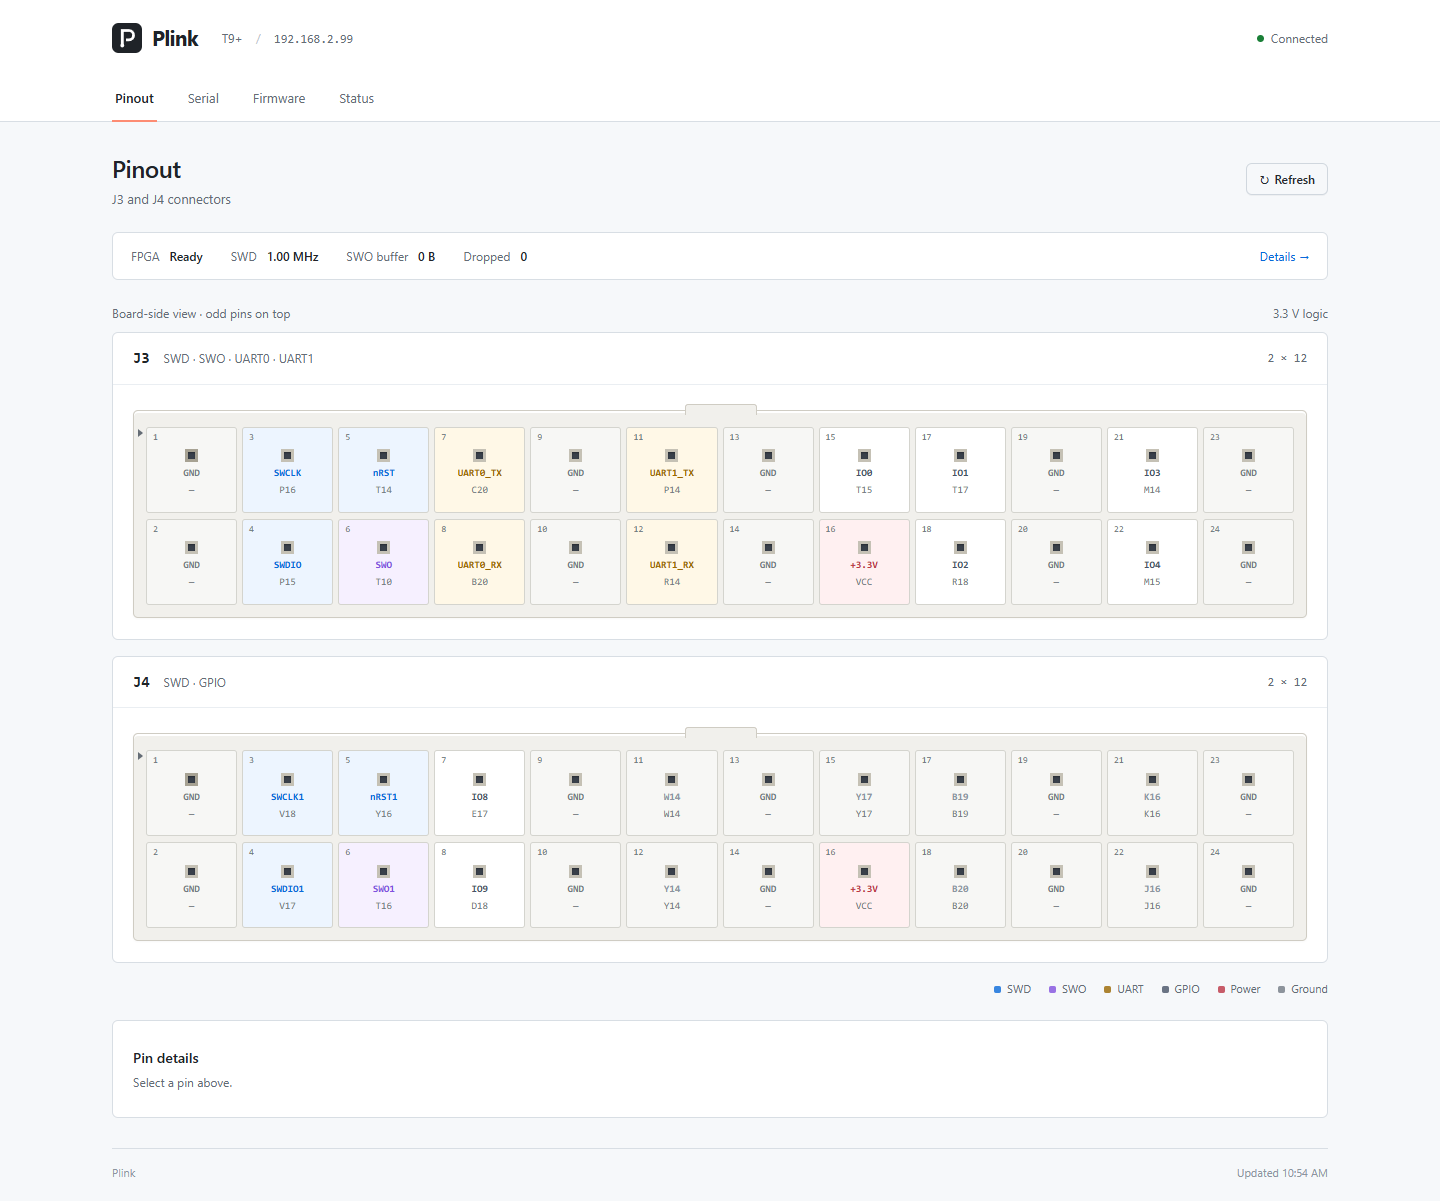 Plink T9+ / 192.168.2.99 Connected
Pinout Serial Firmware Status
Pinout
↻ Refresh
J3 and J4 connectors
FPGA Ready SWD 1.00 MHz SWO buffer 0 B Dropped 0 Details →
Board-side view · odd pins on top 3.3 V logic
J3 SWD · SWO · UART0 · UART1 2 × 12
1 3 5 7 9 11 13 15 17 19 21 23
GND SWCLK nRST UART0_TX GND UART1_TX GND IO0 IO1 GND IO3 GND
— P16 T14 C20 — P14 — T15 T17 — M14 —
2 4 6 8 10 12 14 16 18 20 22 24
GND SWDIO SWO UART0_RX GND UART1_RX GND +3.3V IO2 GND IO4 GND
— P15 T10 B20 — R14 — VCC R18 — M15 —
J4 SWD · GPIO 2 × 12
1 3 5 7 9 11 13 15 17 19 21 23
GND SWCLK1 nRST1 IO8 GND W14 GND Y17 B19 GND K16 GND
— V18 Y16 E17 — W14 — Y17 B19 — K16 —
2 4 6 8 10 12 14 16 18 20 22 24
GND SWDIO1 SWO1 IO9 GND Y14 GND +3.3V B20 GND J16 GND
— V17 T16 D18 — Y14 — VCC B20 — J16 —
SWD SWO UART GPIO Power Ground
Pin details
Select a pin above.
Plink Updated 10:54 AM